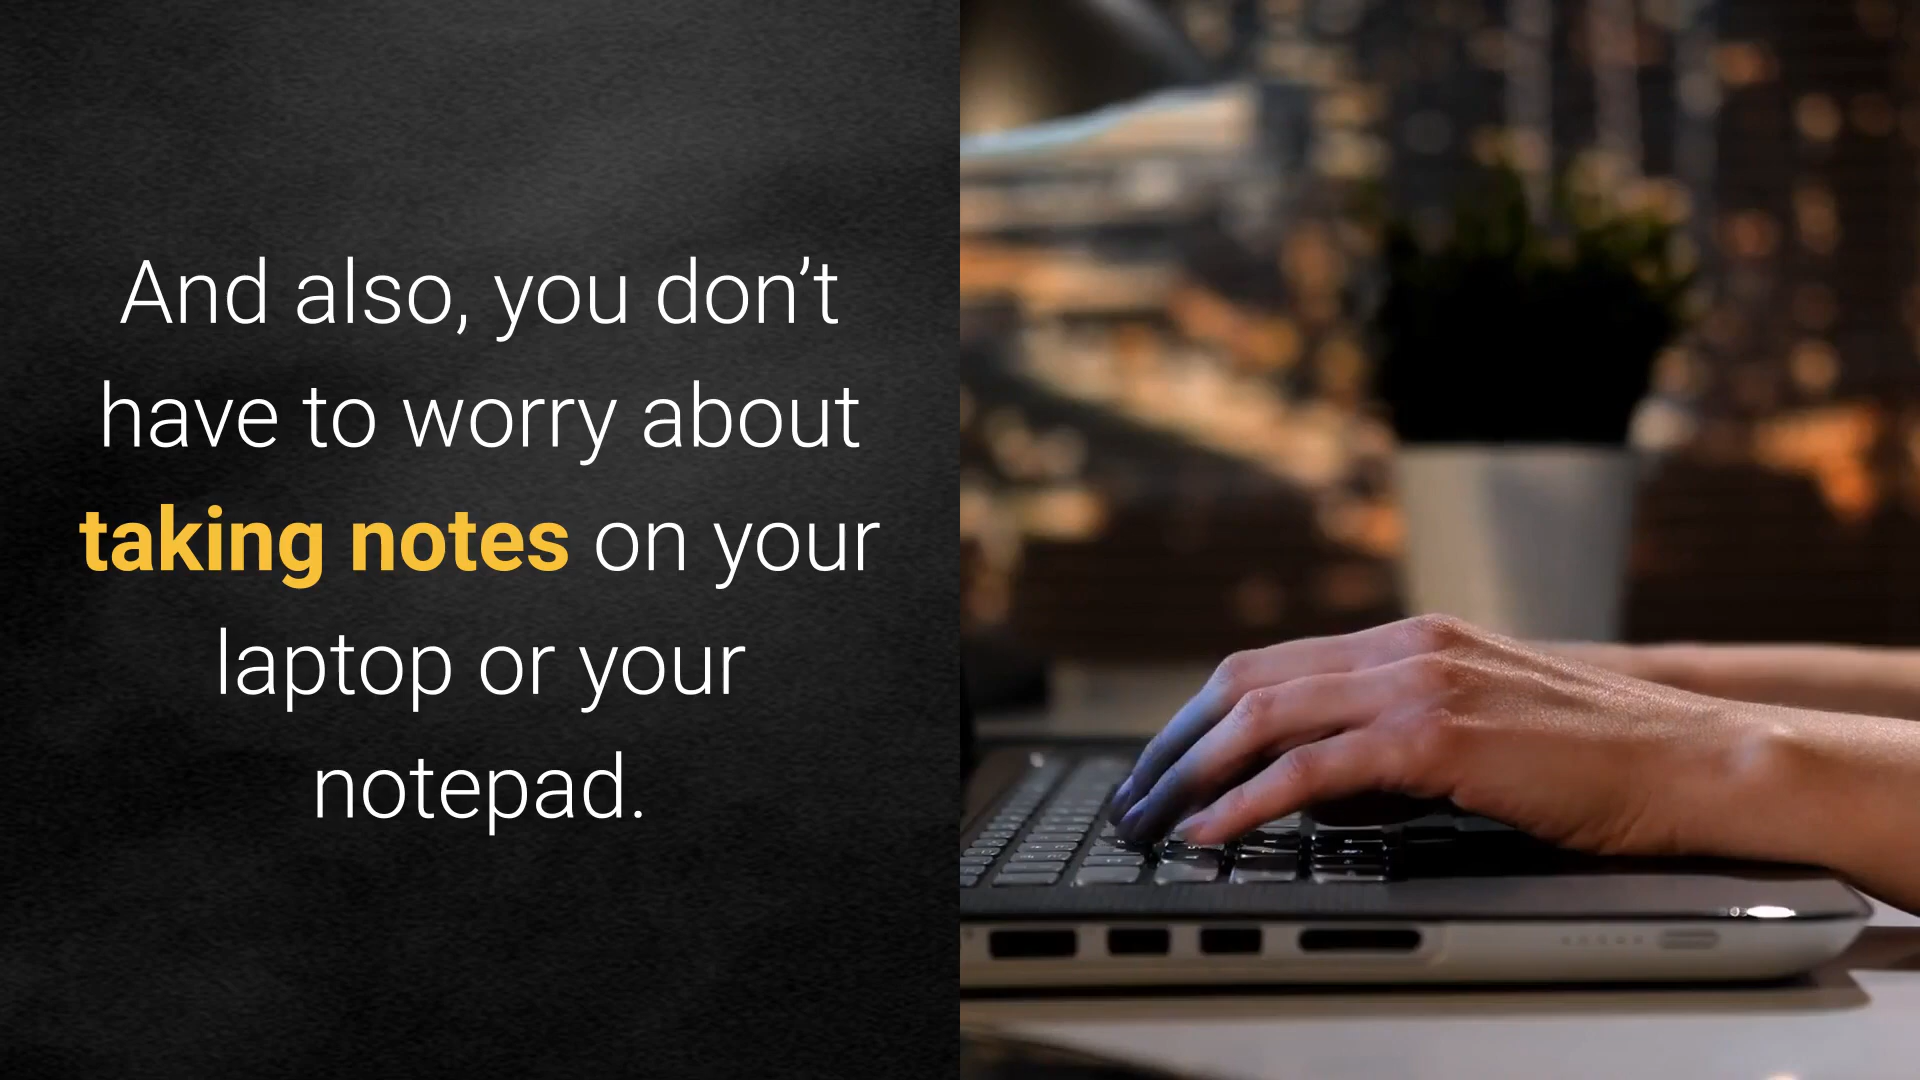 And also, you don’t
have to worry about
taking notes on your
laptop or your
notepad.